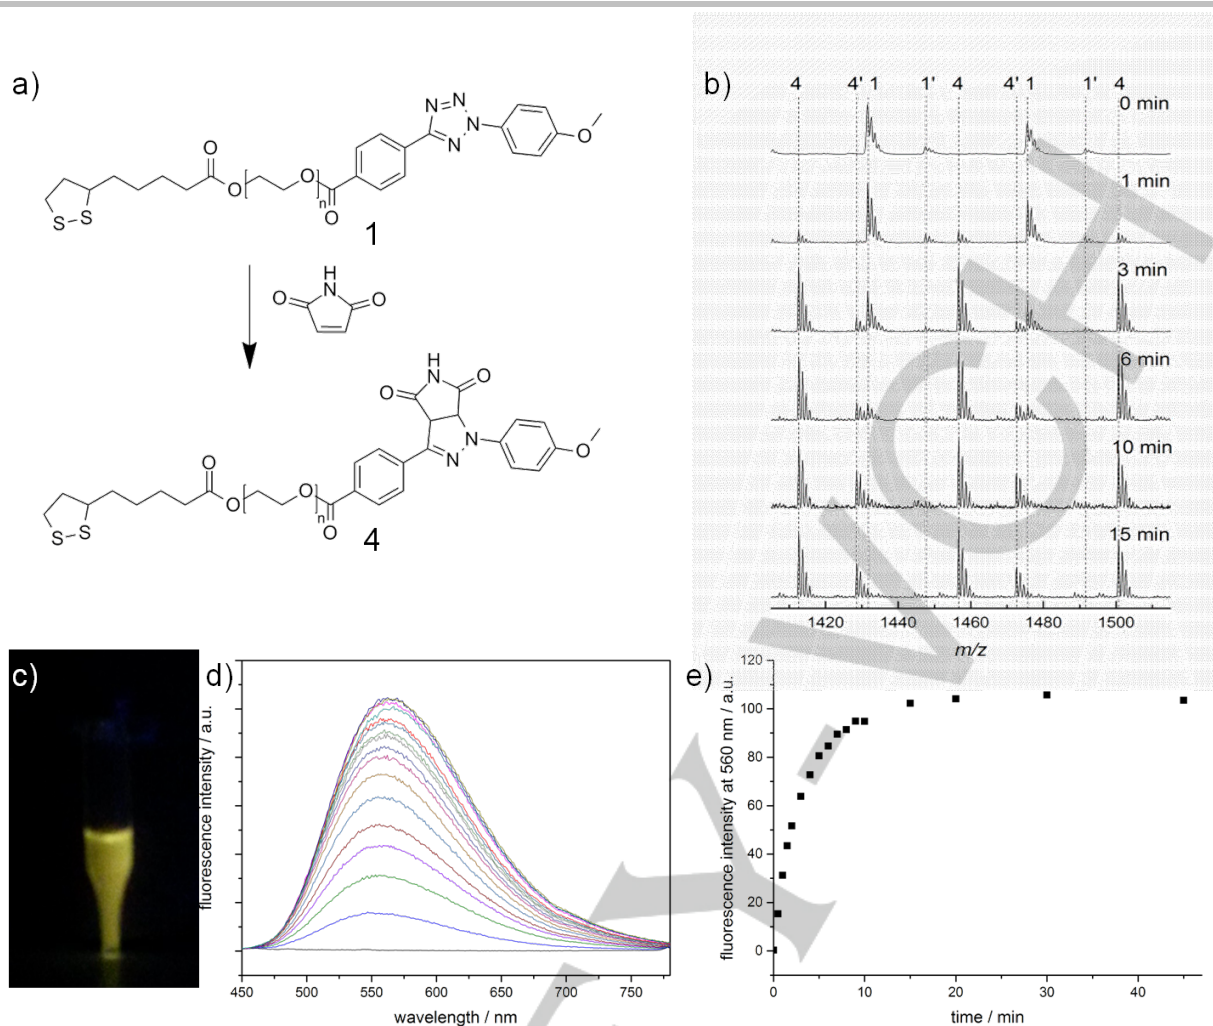 a)
N N
N N
O
O
O
O
n
O
S S
1
H
N
O O
H
N
O O
N
N
O
O
O
O
n
O
S S
4
b)
4 4' 1 1' 4 4' 1 1' 4
0 min
1 min
3 min
6 min
10 min
15 min
1420 1440 1460 1480 1500
m/z
c)
d)
fluorescence intensity / a.u.
450 500 550 600 650 700 750
wavelength / nm
e)
fluorescence intensity at 560 nm / a.u.
120
100
80
60
40
20
0
0 10 20 30 40
time / min